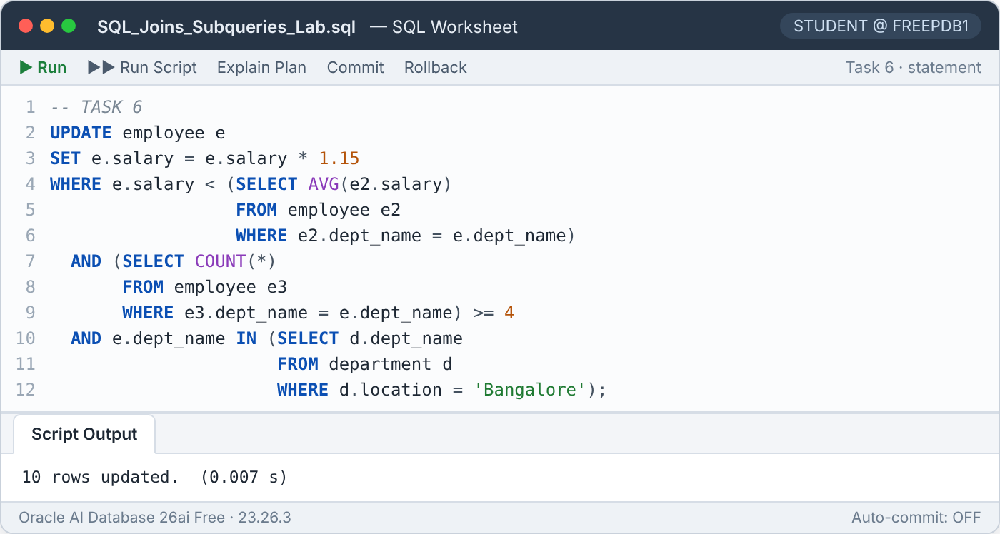 SQL_Joins_Subqueries_Lab.sql — SQL Worksheet STUDENT @ FREEPDB1
▶ Run ▶▶ Run Script Explain Plan Commit Rollback Task 6 · statement
1 -- TASK 6
2 UPDATE employee e
3 SET e.salary = e.salary * 1.15
4 WHERE e.salary < (SELECT AVG(e2.salary)
5                   FROM employee e2
6                   WHERE e2.dept_name = e.dept_name)
7   AND (SELECT COUNT(*)
8        FROM employee e3
9        WHERE e3.dept_name = e.dept_name) >= 4
10   AND e.dept_name IN (SELECT d.dept_name
11                       FROM department d
12                       WHERE d.location = 'Bangalore');
Script Output
10 rows updated.  (0.007 s)
Oracle AI Database 26ai Free · 23.26.3 Auto-commit: OFF